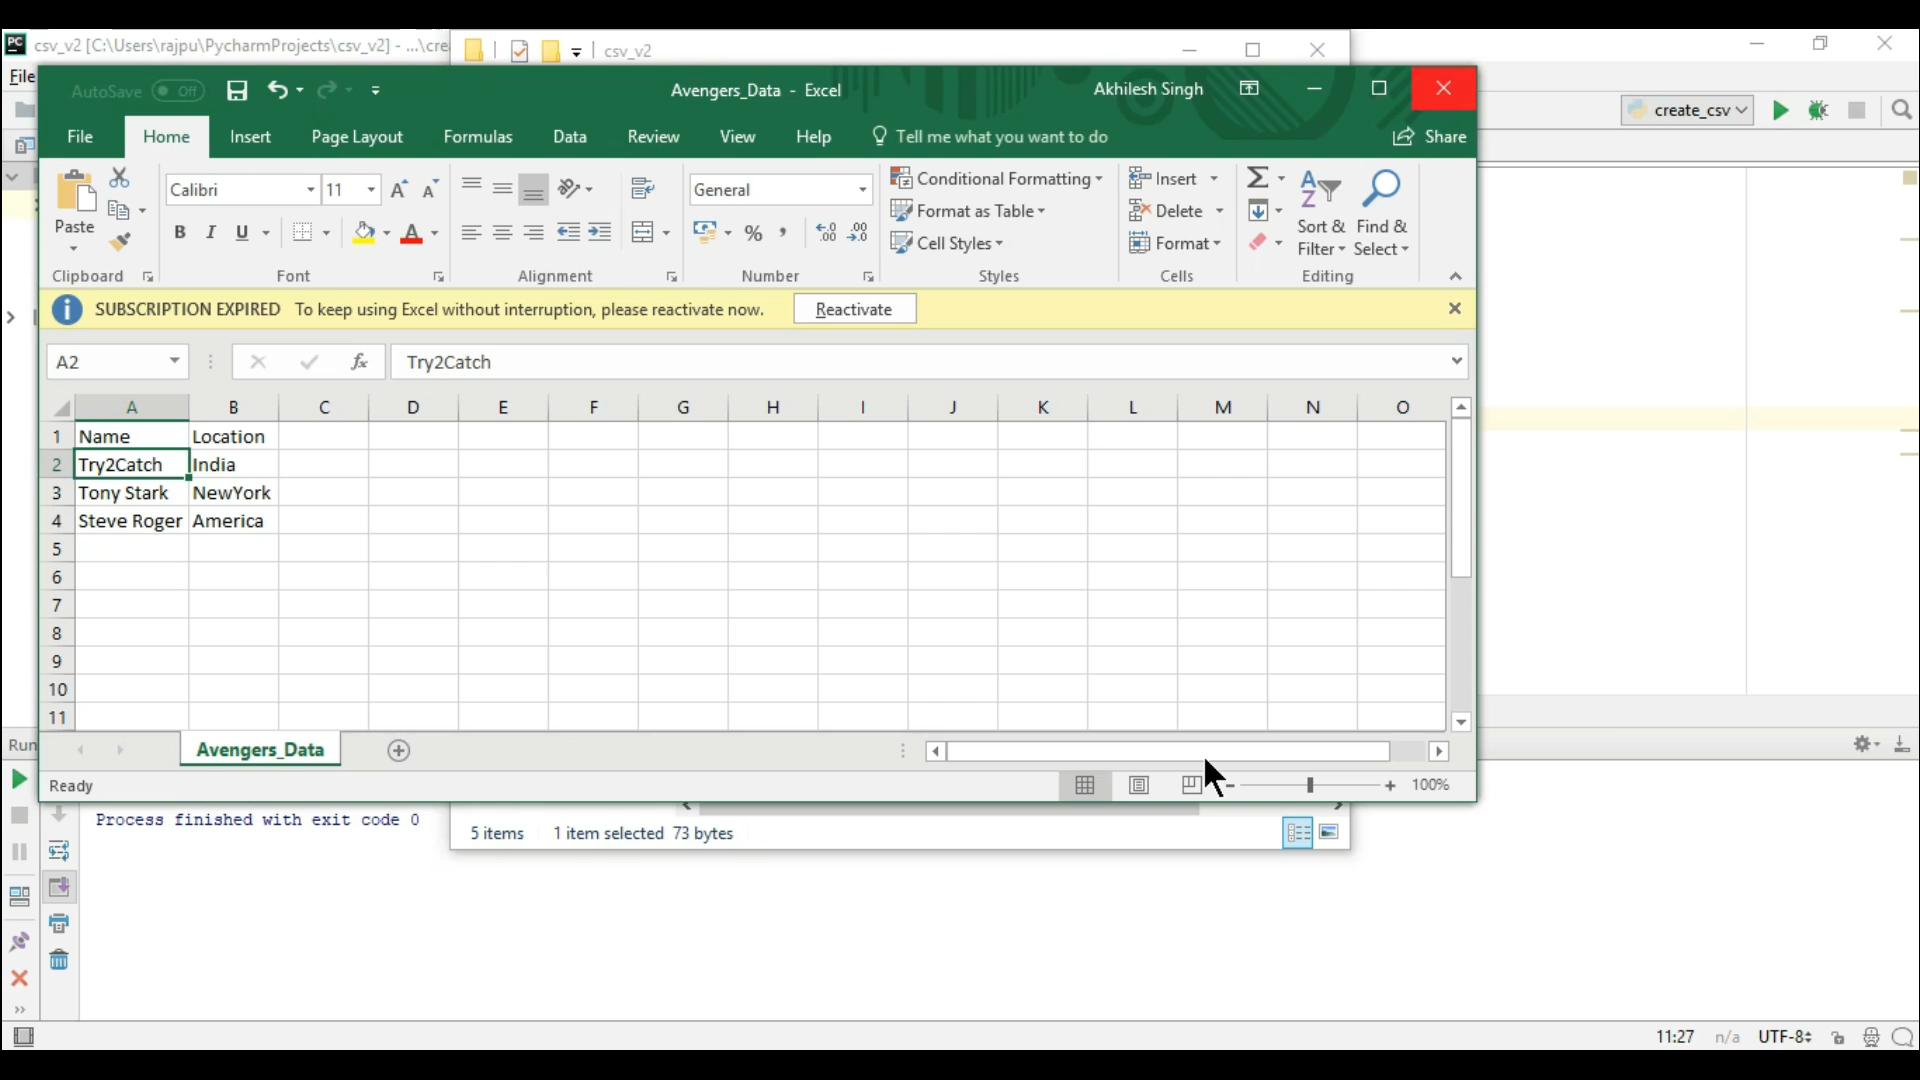 csv_v2 [C:\Users\rajpu\PycharmProjects\csv_v2] - ...\cre
csv_v2
File
create_csv
AutoSave Off
Avengers_Data - Excel
Akhilesh Singh
File Home Insert Page Layout Formulas Data Review View Help Tell me what you want to do Share
Paste
Clipboard
Calibri 11
B I U
Font
Alignment
General
Number
Conditional Formatting
Format as Table
Cell Styles
Styles
Insert
Delete
Format
Cells
Sort & Filter
Find & Select
Editing
SUBSCRIPTION EXPIRED To keep using Excel without interruption, please reactivate now. Reactivate
A2 fx Try2Catch
A B C D E F G H I J K L M N O
1 Name Location
2 Try2Catch India
3 Tony Stark NewYork
4 Steve Roger America
5
6
7
8
9
10
11
Run
Avengers_Data
Ready
100%
Process finished with exit code 0
5 items 1 item selected 73 bytes
11:27 n/a UTF-8